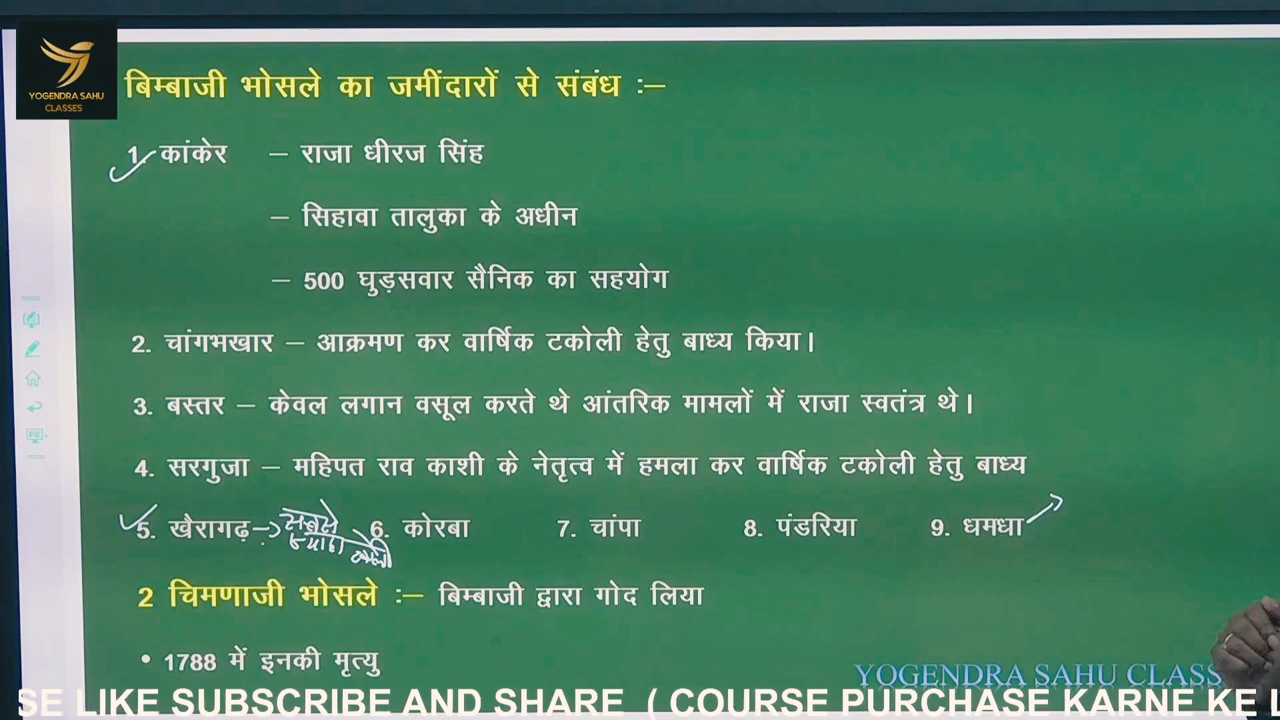 YOGENDRA SAHU
CLASSES
बिम्बाजी भोसले का जमींदारों से संबंध :–
1. कांकेर – राजा धीरज सिंह
– सिहावा तालुका के अधीन
– 500 घुड़सवार सैनिक का सहयोग
2. चांगभखार – आक्रमण कर वार्षिक टकोली हेतु बाध्य किया।
3. बस्तर – केवल लगान वसूल करते थे आंतरिक मामलों में राजा स्वतंत्र थे।
4. सरगुजा – महिपत राव काशी के नेतृत्व में हमला कर वार्षिक टकोली हेतु बाध्य
5. खैरागढ़ → सबसे 6. कोरबा 7. चांपा 8. पंडरिया 9. धमधा
2 चिमणाजी भोसले :– बिम्बाजी द्वारा गोद लिया
• 1788 में इनकी मृत्यु
YOGENDRA SAHU CLASS
SE LIKE SUBSCRIBE AND SHARE ( COURSE PURCHASE KARNE KE L